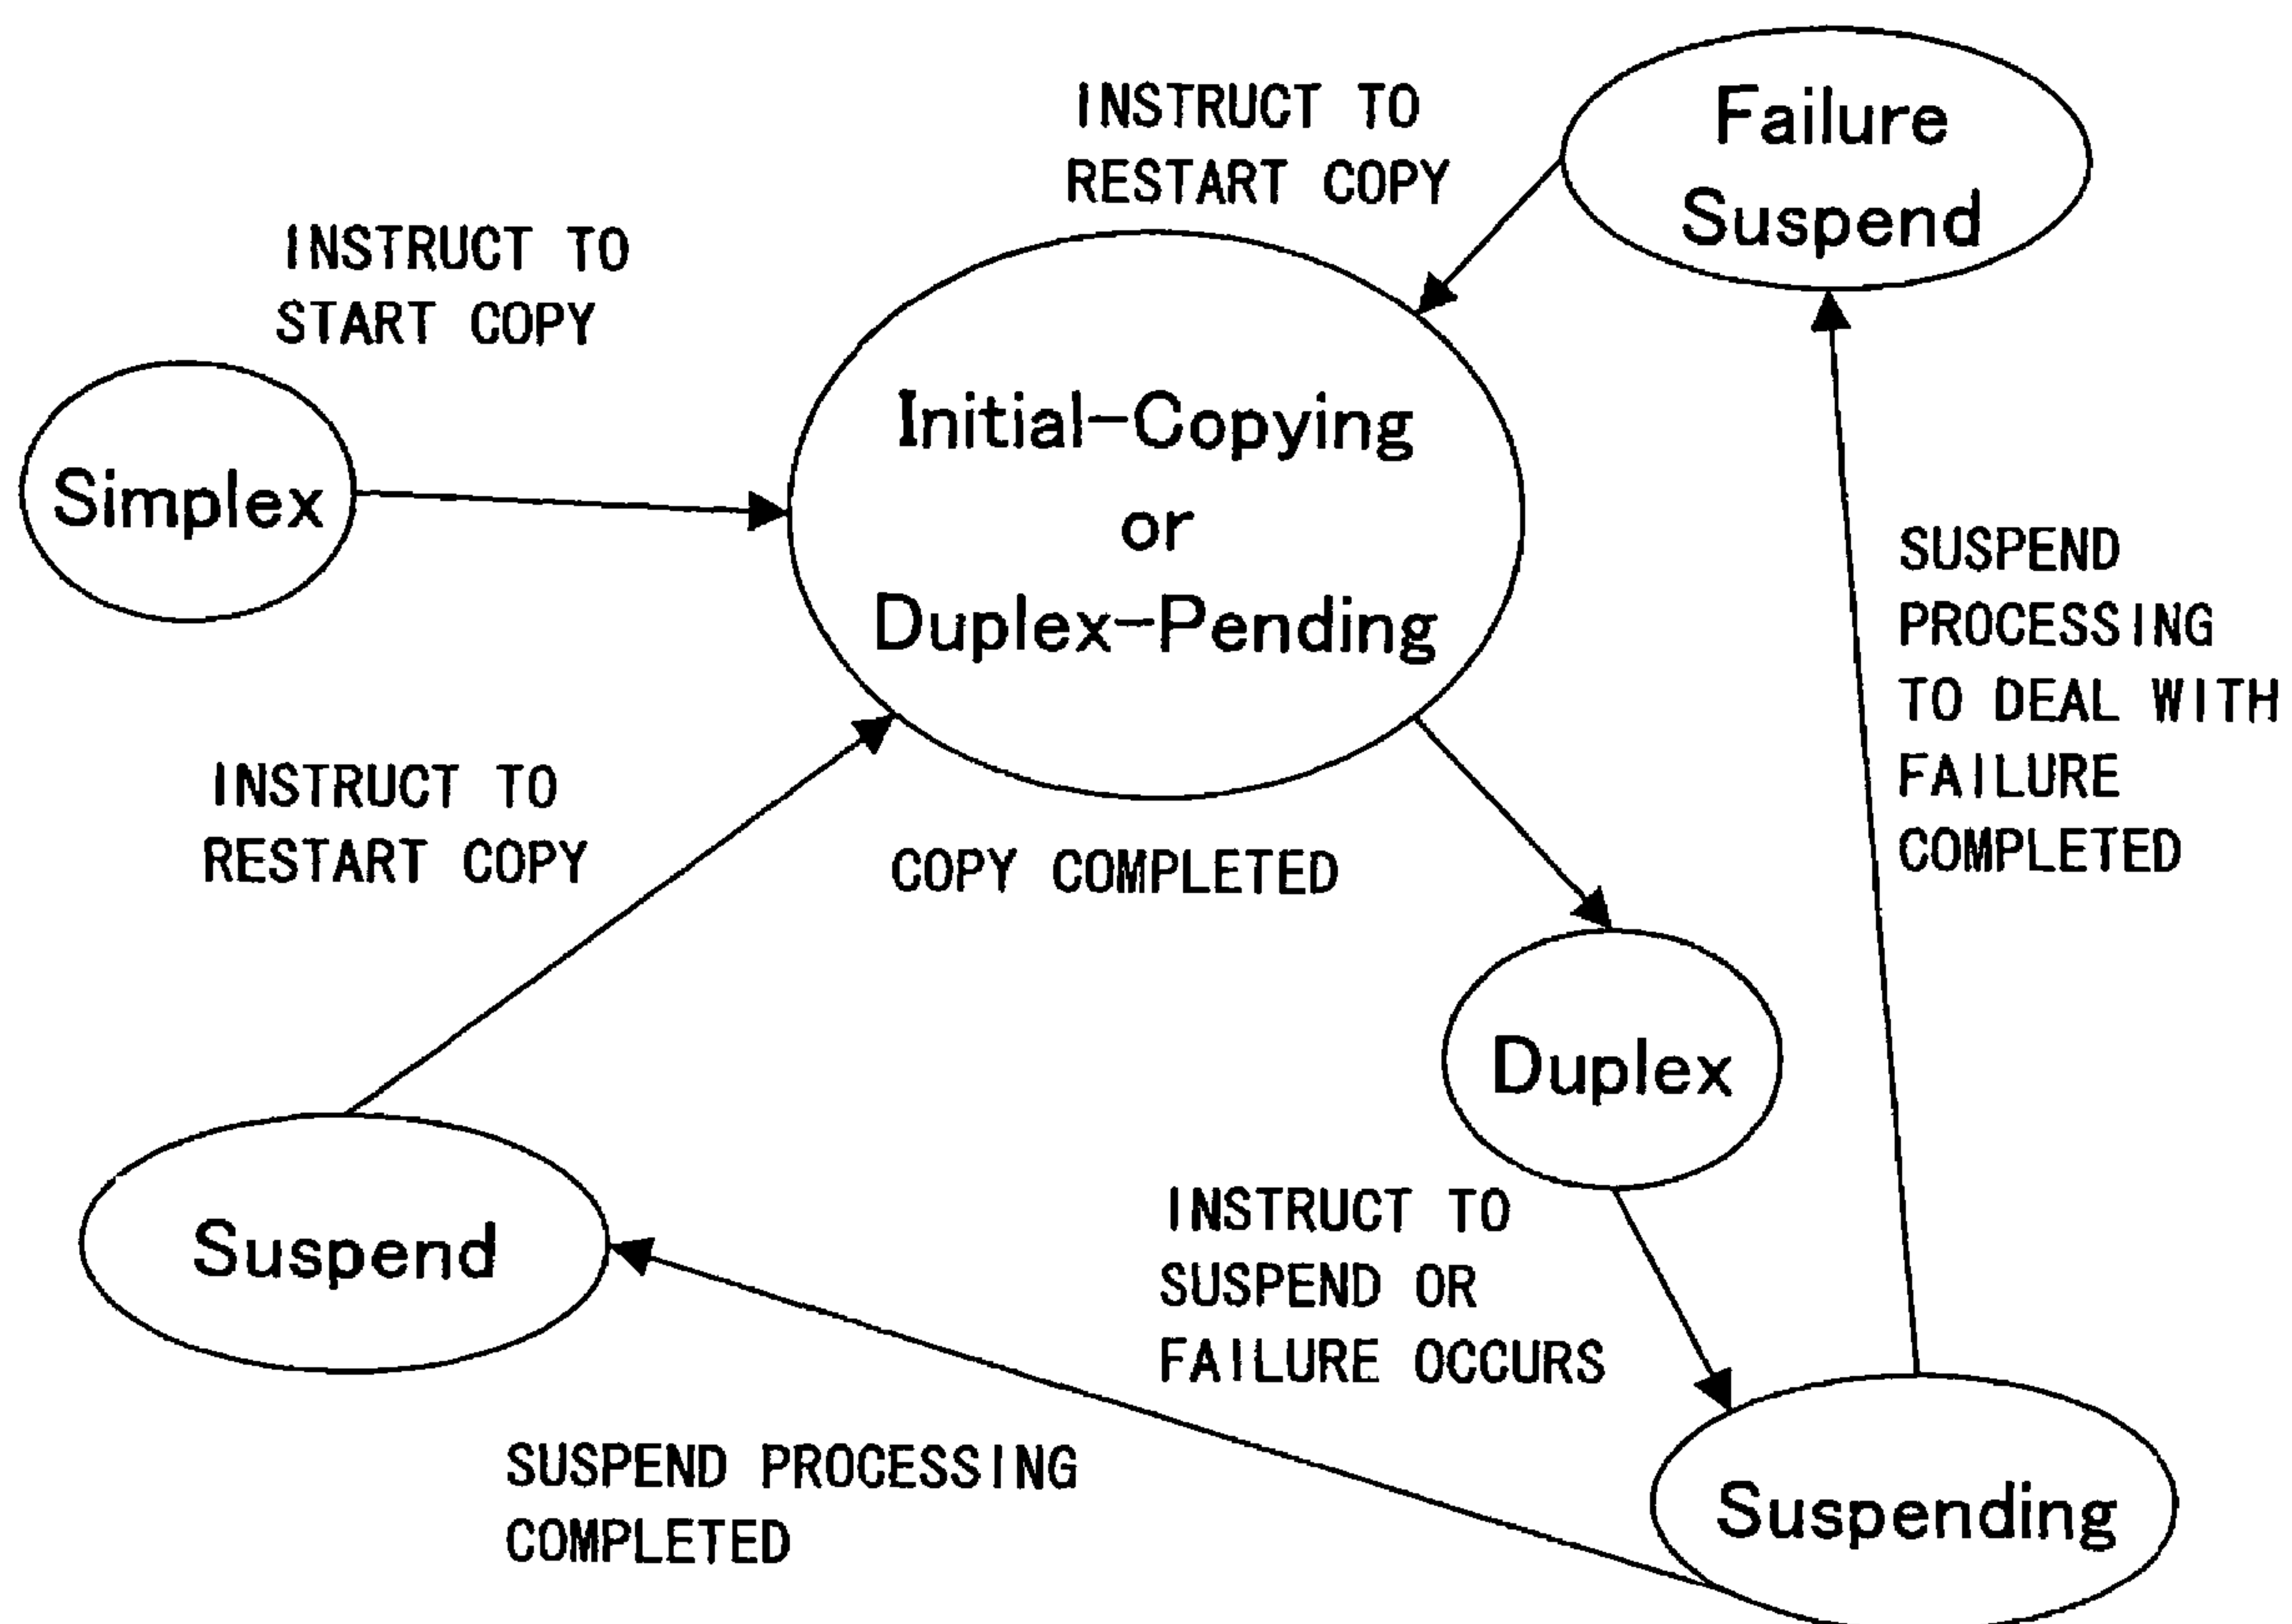 INSTRUCT TO
RESTART COPY
Failure
Suspend
INSTRUCT TO
START COPY
Simplex
Initial-Copying
or
Duplex-Pending
SUSPEND
PROCESSING
TO DEAL WITH
FAILURE
COMPLETED
INSTRUCT TO
RESTART COPY
COPY COMPLETED
Duplex
Suspend
INSTRUCT TO
SUSPEND OR
FAILURE OCCURS
SUSPEND PROCESSING
COMPLETED
Suspending